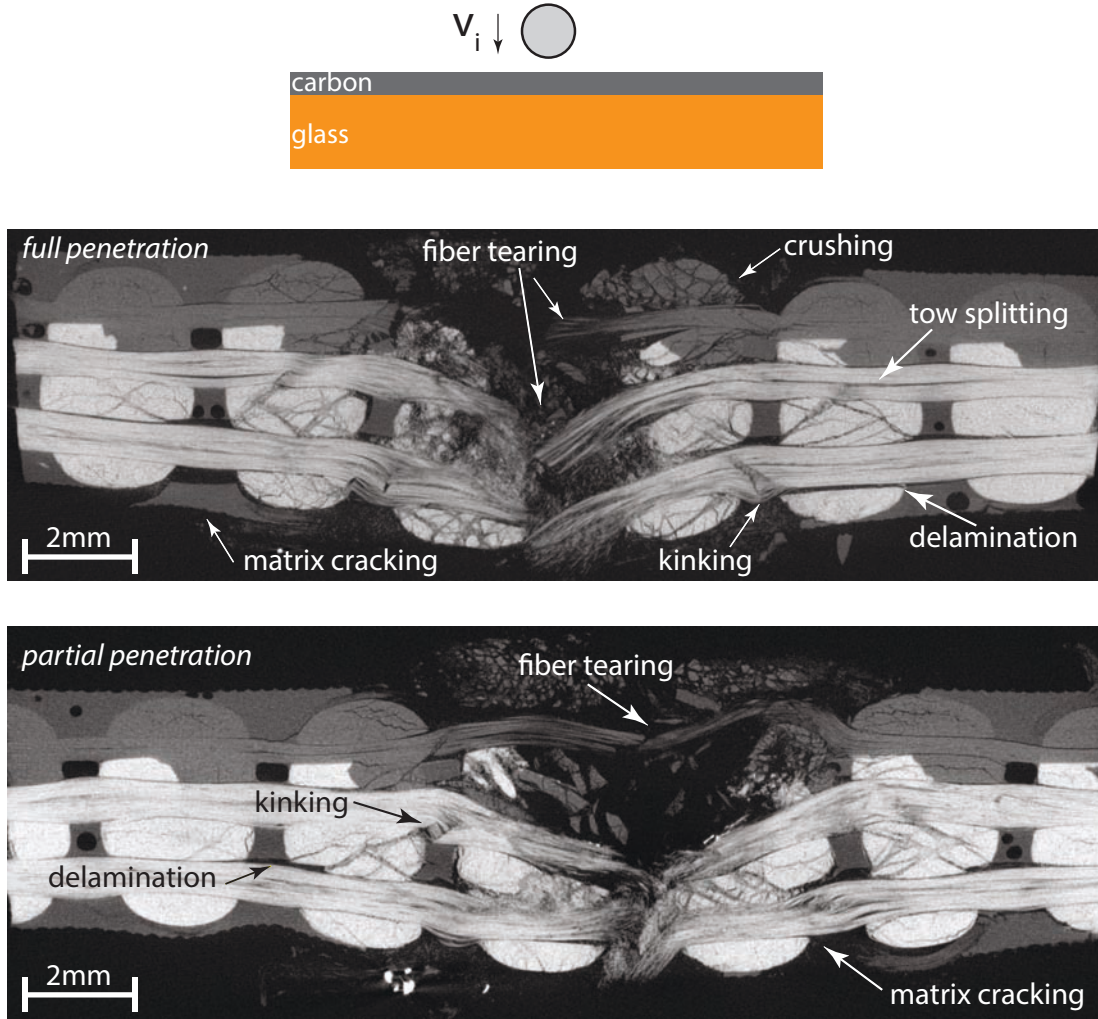 vi
carbon
glass
full penetration
fiber tearing
crushing
tow splitting
2mm
matrix cracking
kinking
delamination
partial penetration
fiber tearing
kinking
delamination
2mm
matrix cracking